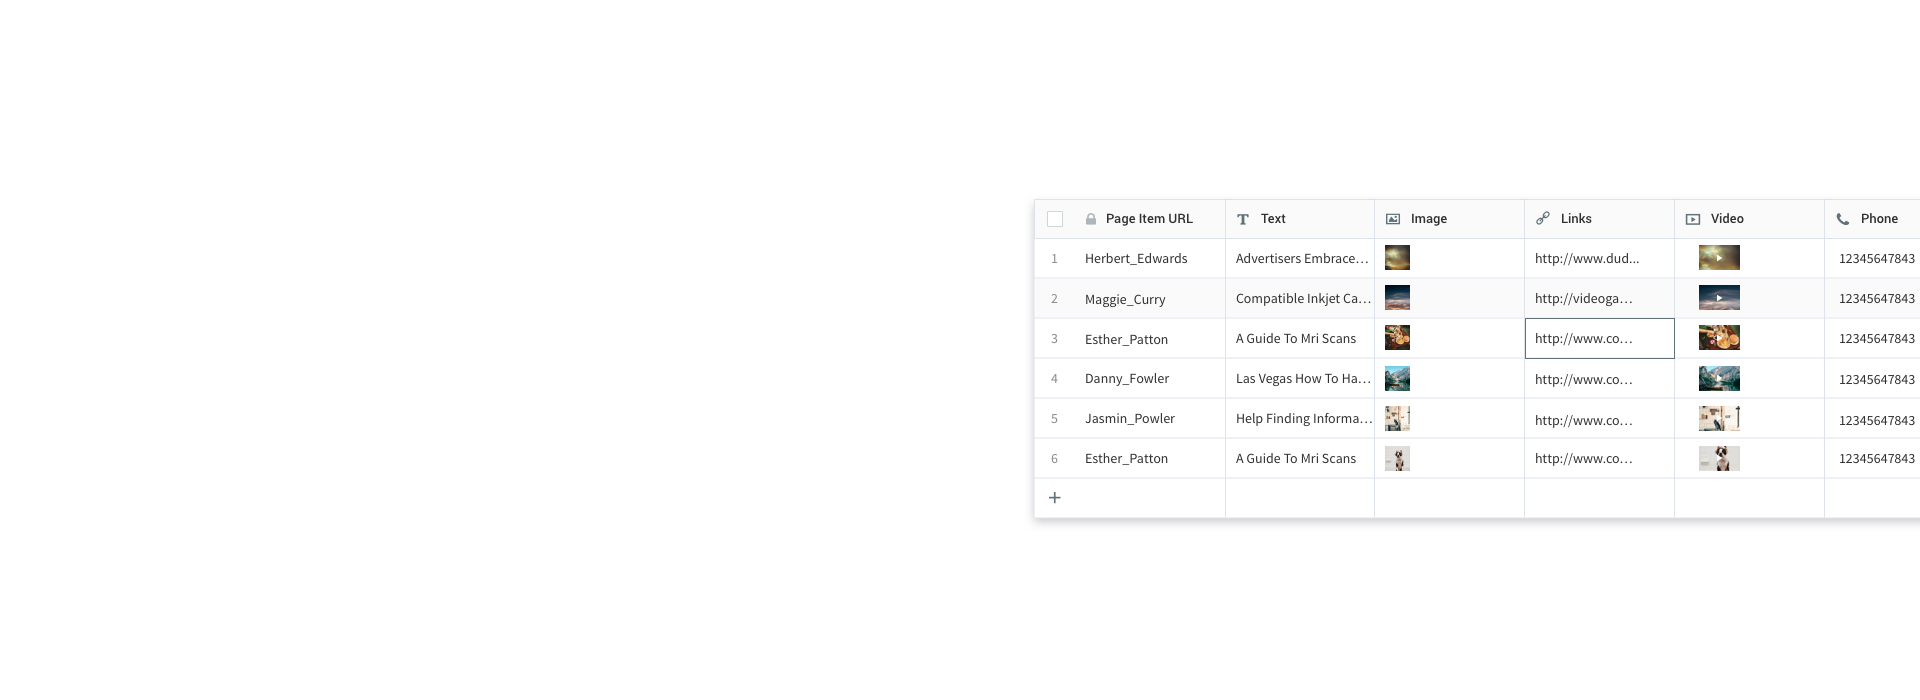 Page Item URL Text Image Links Video Phone
1 Herbert_Edwards Advertisers Embrace... http://www.dud... 12345647843
2 Maggie_Curry Compatible Inkjet Ca... http://videoga... 12345647843
3 Esther_Patton A Guide To Mri Scans http://www.co... 12345647843
4 Danny_Fowler Las Vegas How To Ha... http://www.co... 12345647843
5 Jasmin_Powler Help Finding Informa... http://www.co... 12345647843
6 Esther_Patton A Guide To Mri Scans http://www.co... 12345647843
+